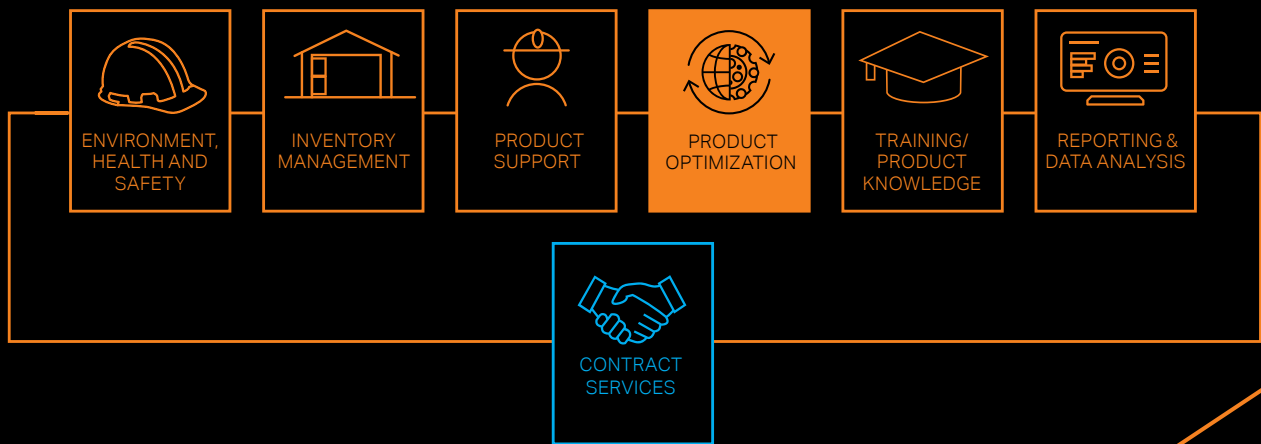 ENVIRONMENT,
HEALTH AND
SAFETY
INVENTORY
MANAGEMENT
PRODUCT
SUPPORT
PRODUCT
OPTIMIZATION
TRAINING/
PRODUCT
KNOWLEDGE
REPORTING &
DATA ANALYSIS
CONTRACT
SERVICES